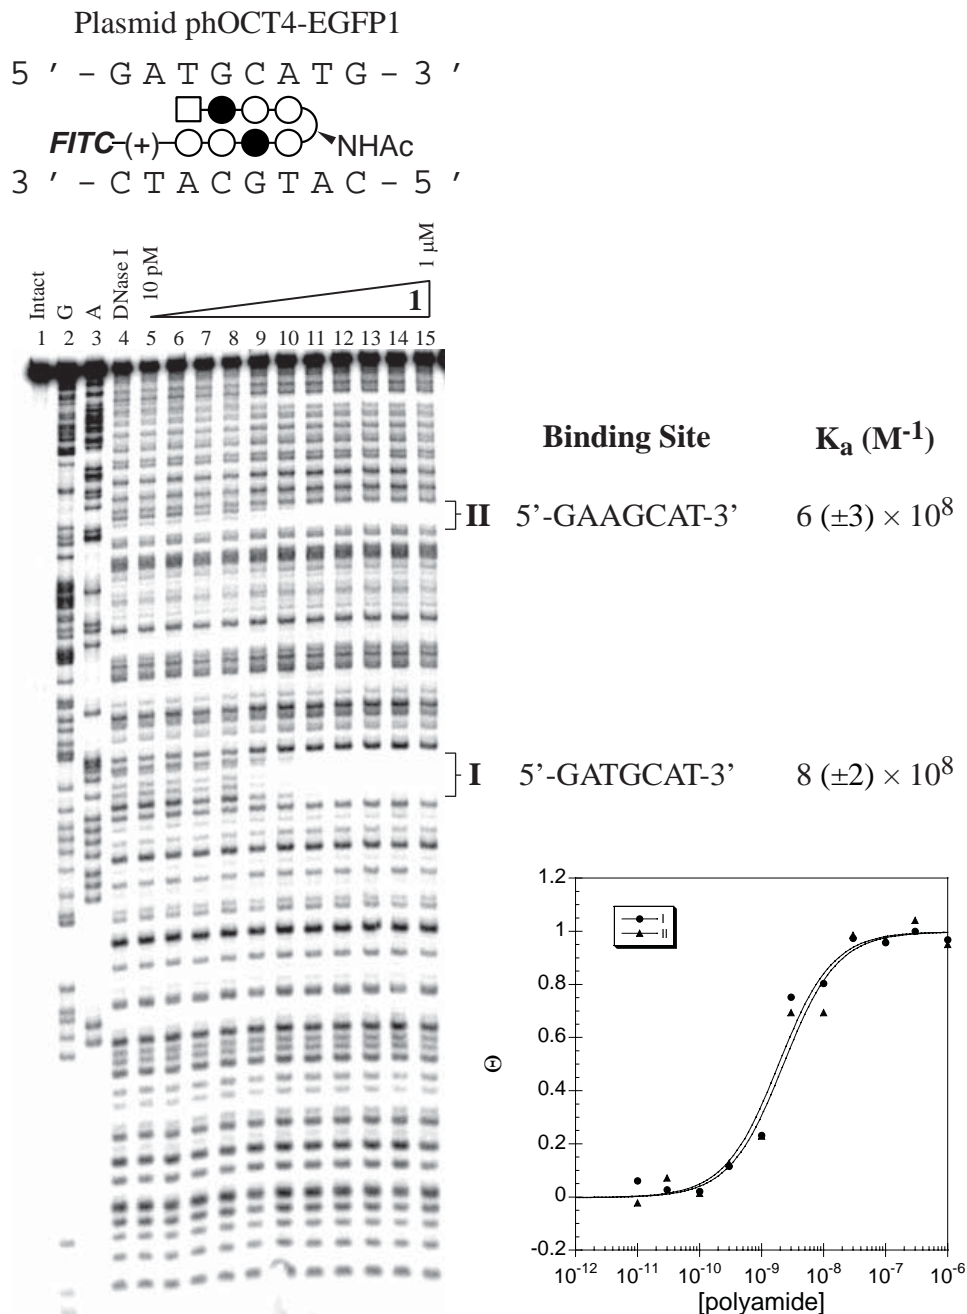 Plasmid phOCT4-EGFP1
5 ' - G A T G C A T G - 3 '
FITC-(+)
NHAc
3 ' - C T A C G T A C - 5 '
Intact
G
A
DNase I
10 pM
1 µM
1
1 2 3 4 5 6 7 8 9 10 11 12 13 14 15
Binding Site Ka (M-1)
II 5’-GAAGCAT-3’ 6 (±3) × 10^8
I 5’-GATGCAT-3’ 8 (±2) × 10^8
1.2
1
0.8
0.6
0.4
0.2
0
-0.2
Θ
I
II
10^-12 10^-11 10^-10 10^-9 10^-8 10^-7 10^-6
[polyamide]